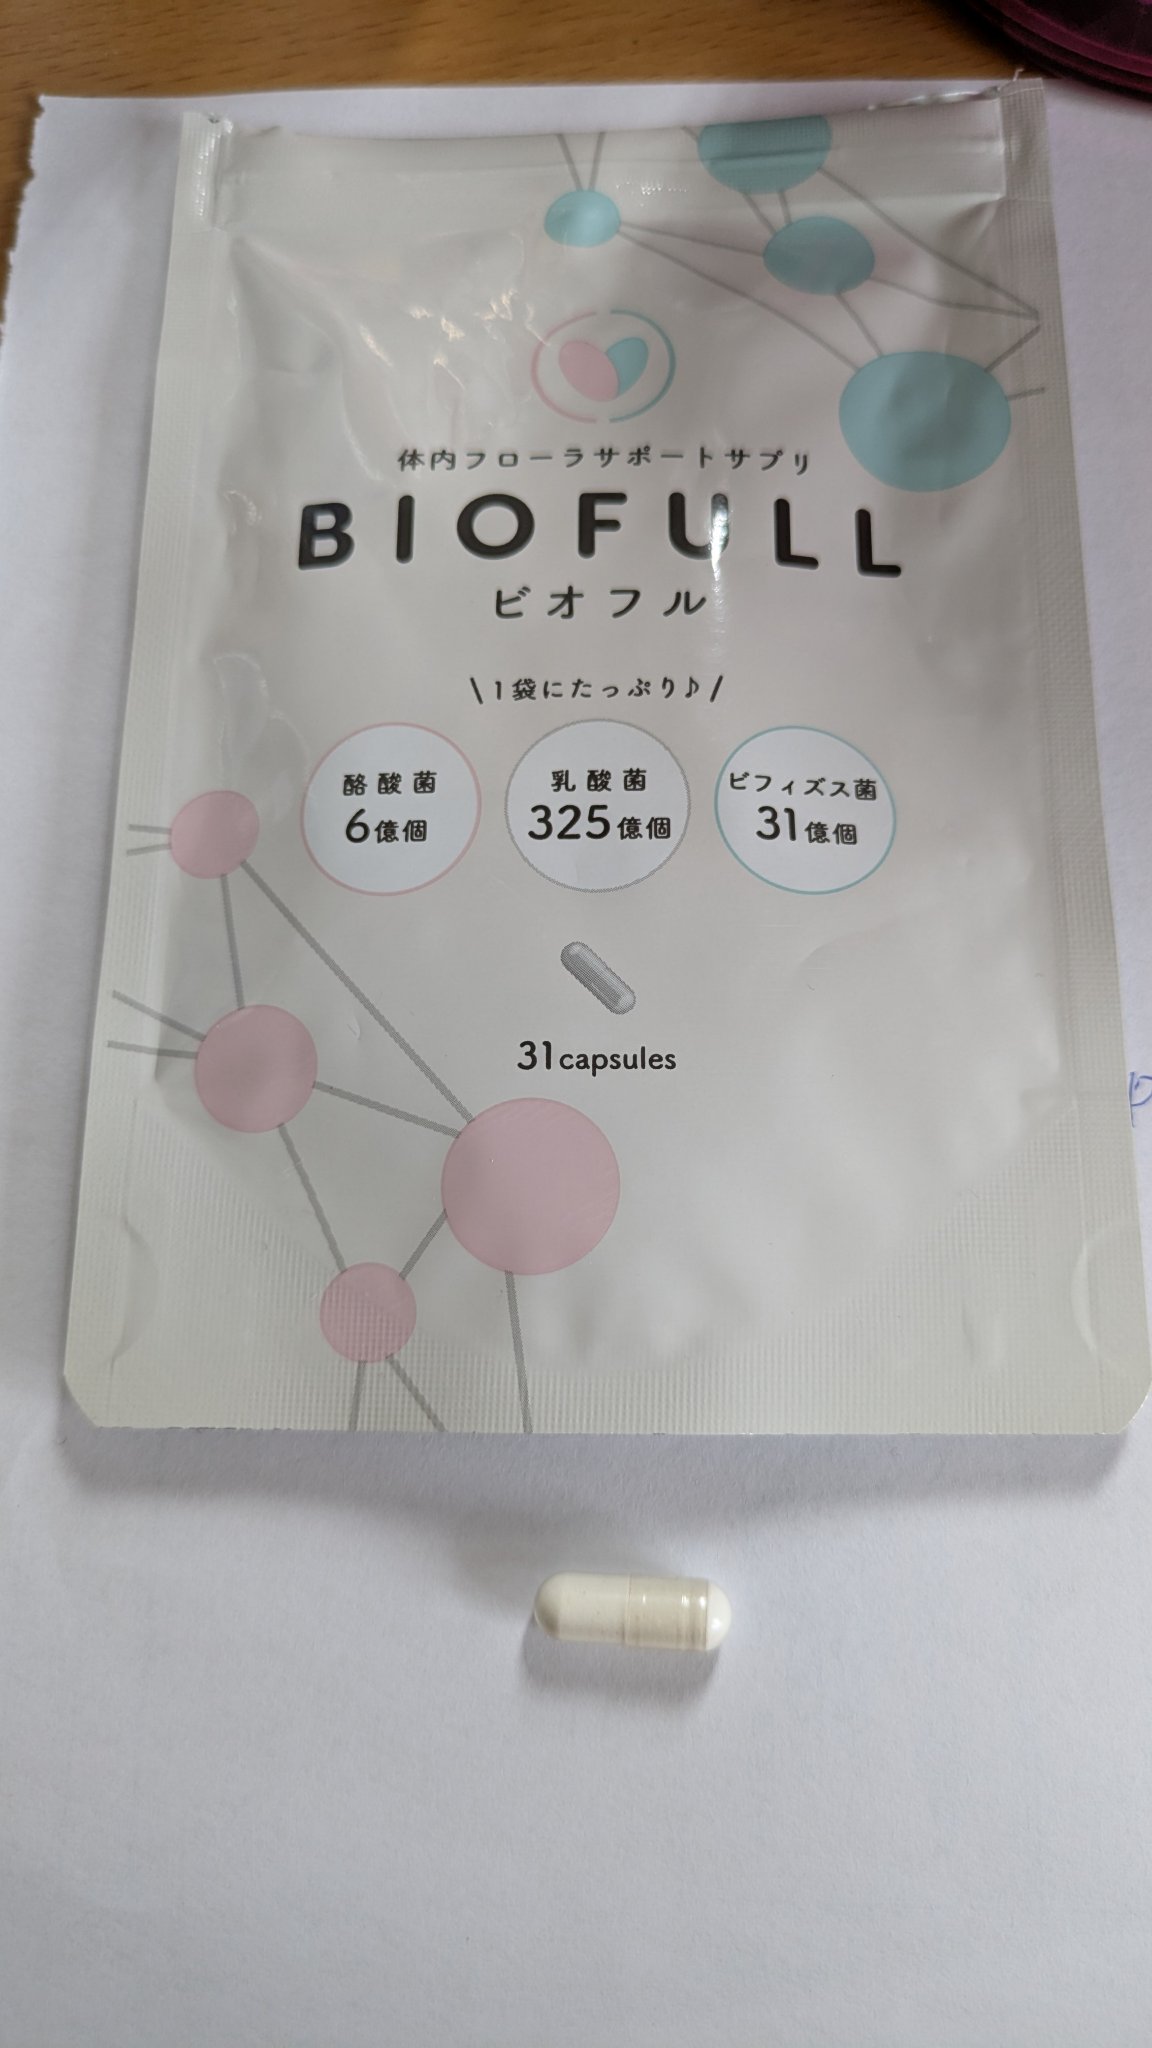 体内フローラサポートサプリ
BIOFULL
ビオフル
\1袋にたっぷり♪/
酪酸菌
6億個
乳酸菌
325億個
ビフィズス菌
31億個
31capsules